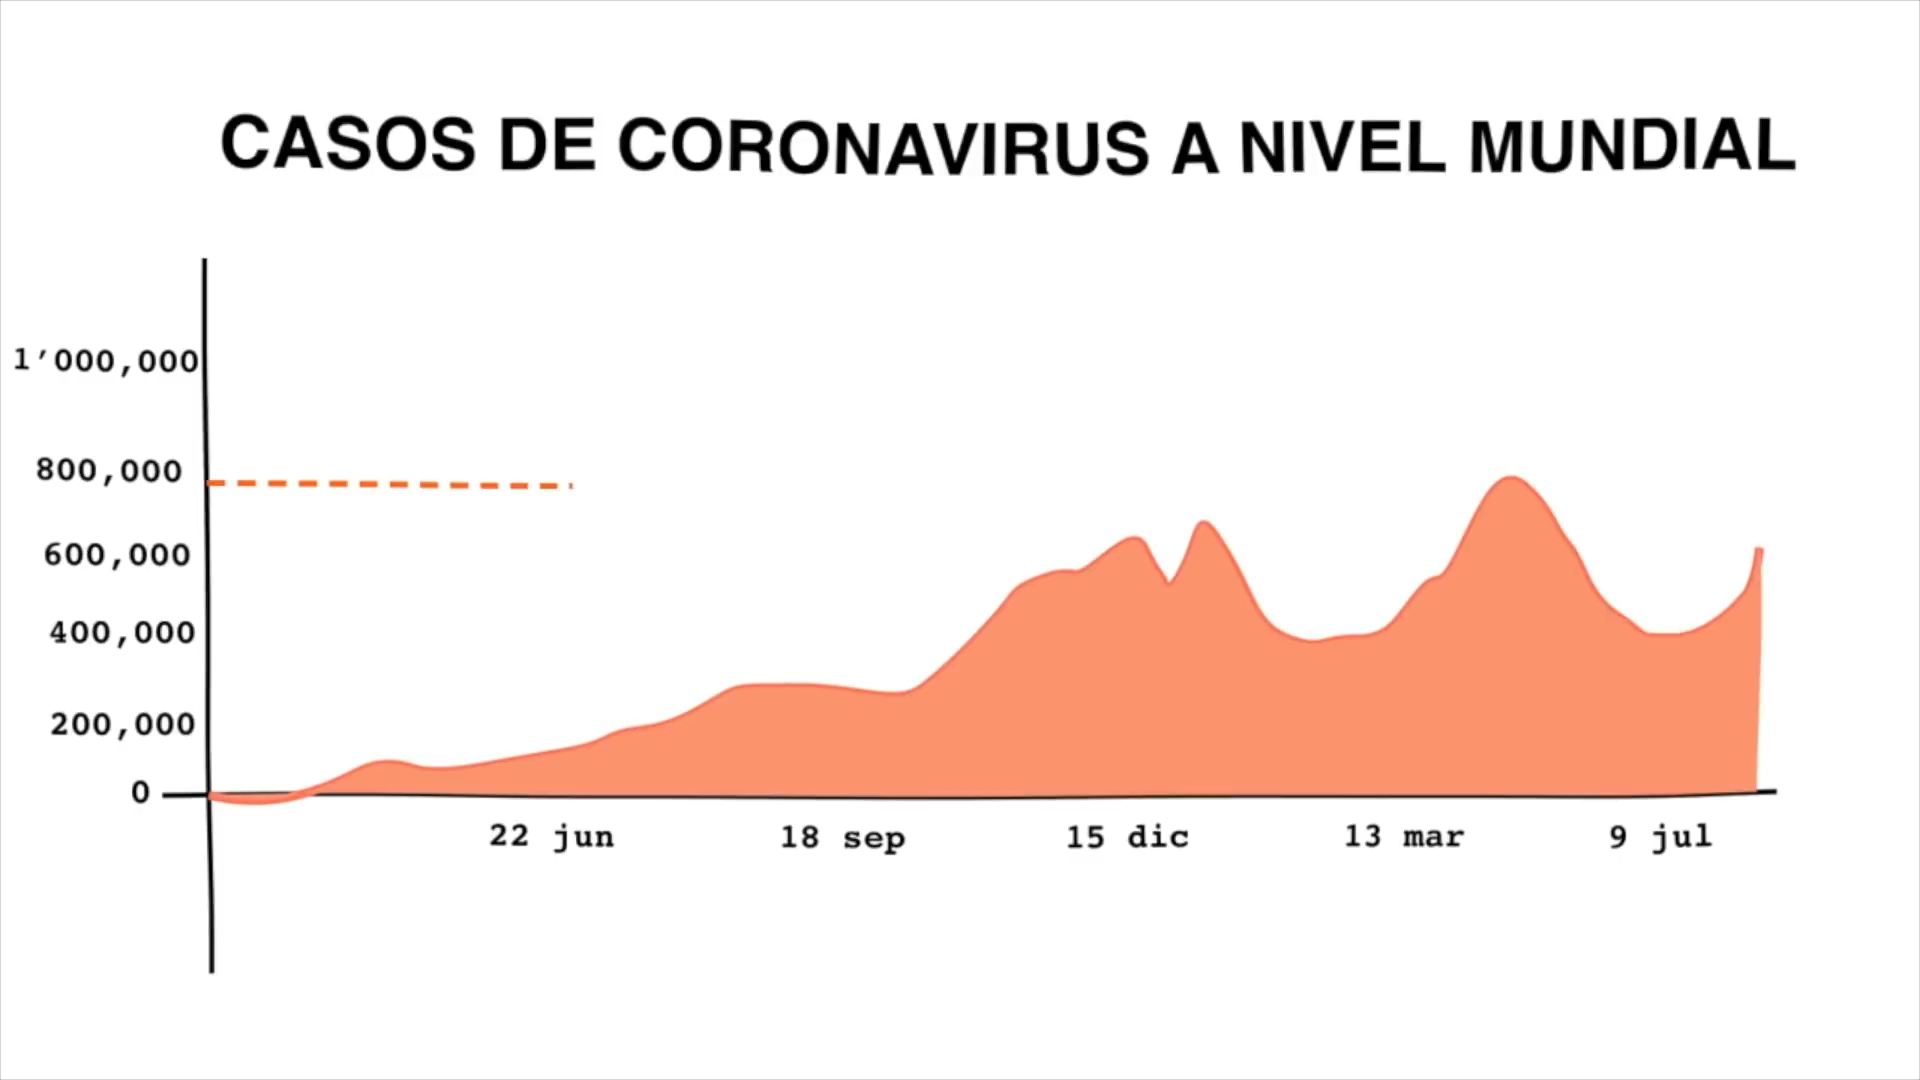 CASOS DE CORONAVIRUS A NIVEL MUNDIAL
1’000,000
800,000
600,000
400,000
200,000
0
22 jun
18 sep
15 dic
13 mar
9 jul